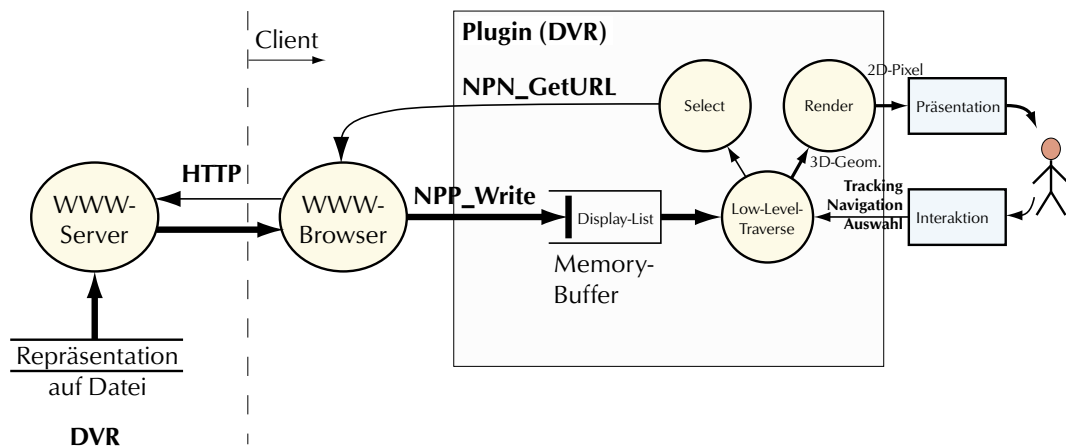 Client
Plugin (DVR)
NPN_GetURL
Select
Render
2D-Pixel
Präsentation
3D-Geom.
HTTP
WWW-
Server
WWW-
Browser
NPP_Write
Display-List
Memory-
Buffer
Low-Level-
Traverse
Tracking
Navigation
Auswahl
Interaktion
Repräsentation
auf Datei
DVR